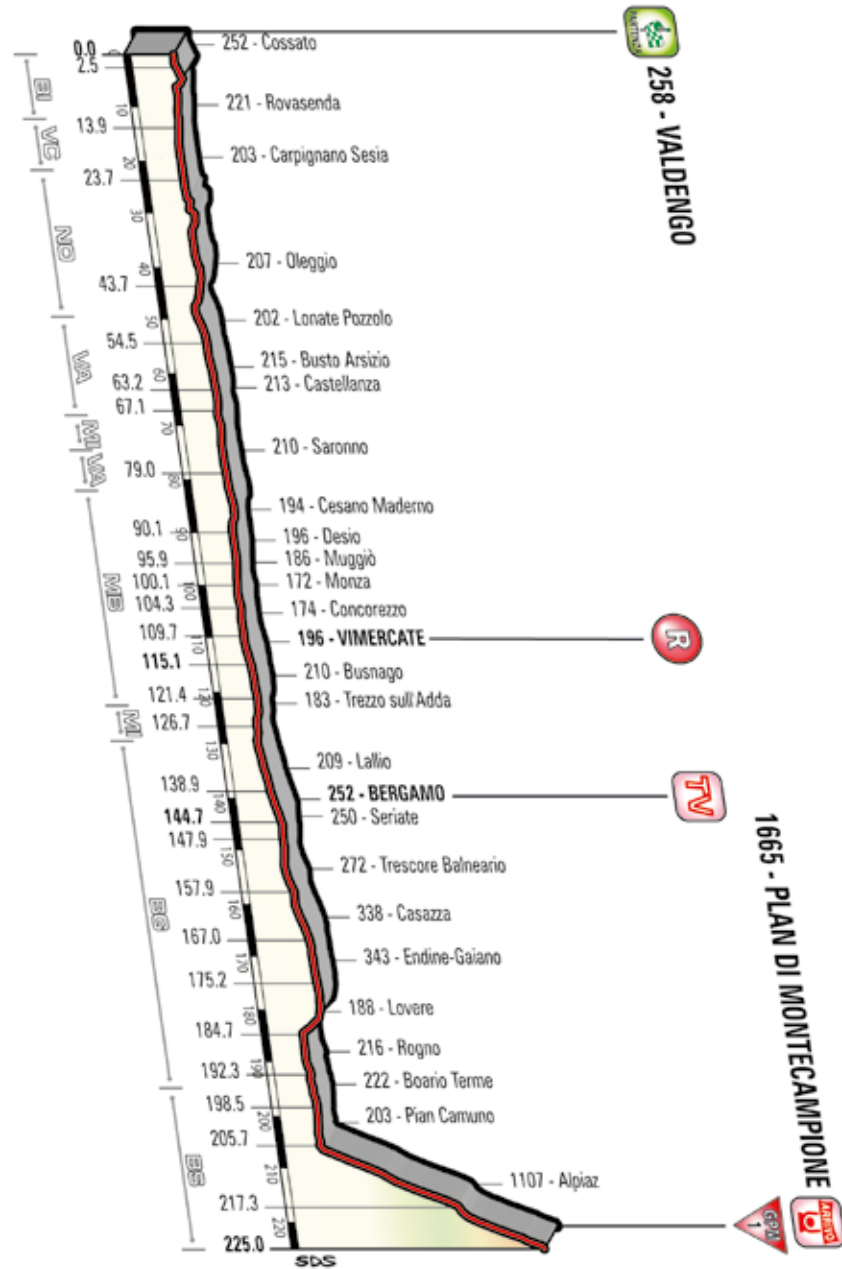 PARTENZA
258 - VALDENGO
252 - Cossato
221 - Rovasenda
203 - Carpignano Sesia
207 - Oleggio
202 - Lonate Pozzolo
215 - Busto Arsizio
213 - Castellanza
210 - Saronno
194 - Cesano Maderno
196 - Desio
186 - Muggiò
172 - Monza
174 - Concorezzo
196 - VIMERCATE
R
210 - Busnago
183 - Trezzo sull'Adda
209 - Lallio
252 - BERGAMO
TV
250 - Seriate
272 - Trescore Balneario
338 - Casazza
343 - Endine-Gaiano
188 - Lovere
216 - Rogno
222 - Boario Terme
203 - Pian Camuno
1107 - Alpiaz
1665 - PLAN DI MONTECAMPIONE
ARRIVO
GPM
1
0.0
2.5
13.9
23.7
43.7
54.5
63.2
67.1
79.0
90.1
95.9
100.1
104.3
109.7
115.1
121.4
126.7
138.9
144.7
147.9
157.9
167.0
175.2
184.7
192.3
198.5
205.7
217.3
225.0
0
10
20
30
40
50
60
70
80
90
100
110
120
130
140
150
160
170
180
190
200
210
220
BI
VC
NO
VA
MI
VA
MB
MI
BG
BS
SDS